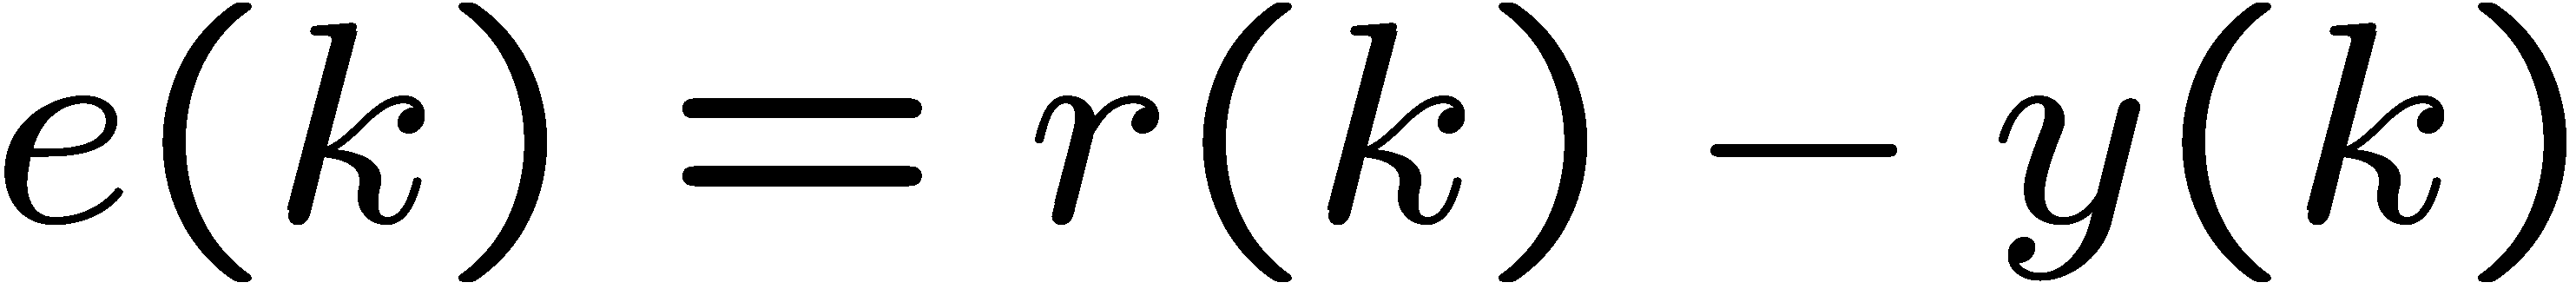 e(k) = r(k) − y(k)